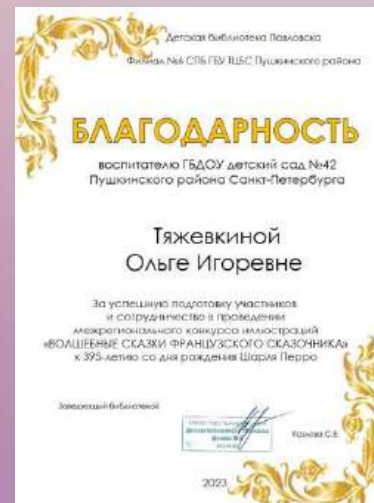 Детская библиотека Павловска
Филиал №6 СПБ ГБУ ТЦБС Пушкинского района
БЛАГОДАРНОСТЬ
воспитателю ГБДОУ детский сад №42
Пушкинского района Санкт-Петербурга
Тяжевкиной
Ольге Игоревне
За успешную подготовку участников
и сотрудничество в проведении
межрегионального конкурса иллюстраций
«ВОЛШЕБНЫЕ СКАЗКИ ФРАНЦУЗСКОГО СКАЗОЧНИКА»
к 395-летию со дня рождения Шарля Перро
Заведующий библиотекой
Козлова С.Е.
2023